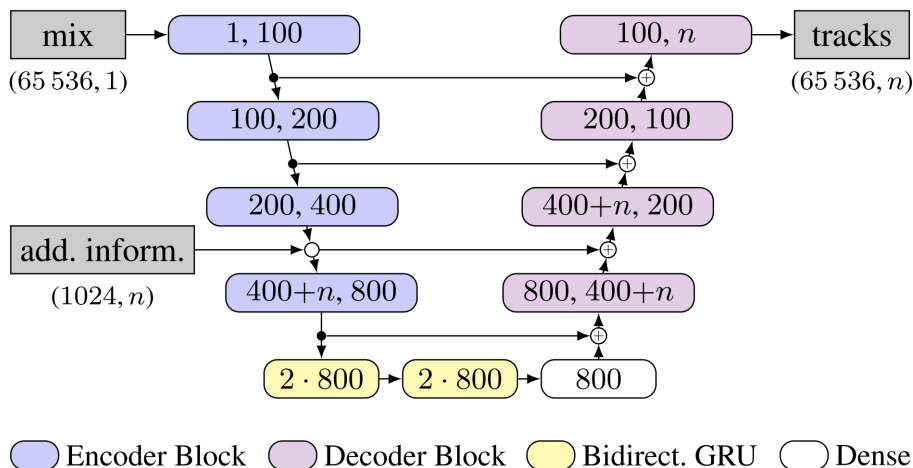 mix 1, 100 100, n tracks
(65 536, 1) (65 536, n)
100, 200 200, 100
200, 400 400+n, 200
add. inform.
(1024, n) 400+n, 800 800, 400+n
2 · 800 2 · 800 800
Encoder Block Decoder Block Bidirect. GRU Dense